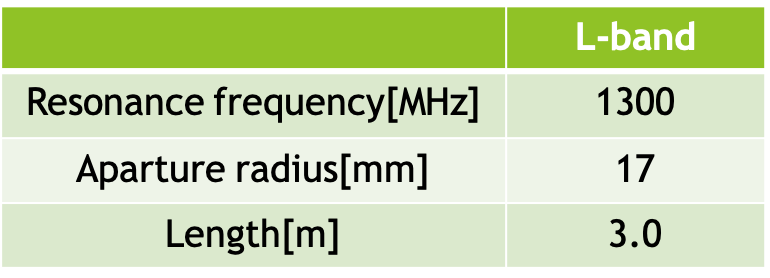 L-band
Resonance frequency[MHz] 1300
Aparture radius[mm] 17
Length[m] 3.0